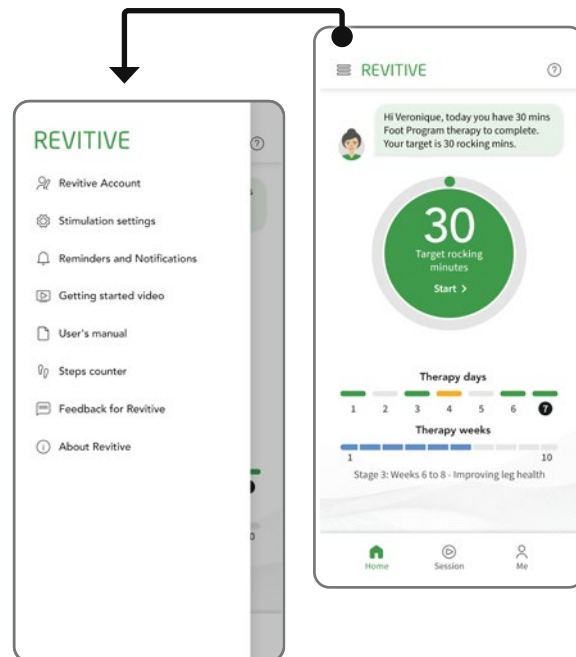 REVITIVE
Revitive Account
Stimulation settings
Reminders and Notifications
Getting started video
User's manual
Steps counter
Feedback for Revitive
About Revitive
?
s
0
REVITIVE
?
Hi Veronique, today you have 30 mins
Foot Program therapy to complete.
Your target is 30 rocking mins.
30
Target rocking
minutes
Start >
Therapy days
1 2 3 4 5 6 7
Therapy weeks
1 10
Stage 3: Weeks 6 to 8 - Improving leg health
Home Session Me